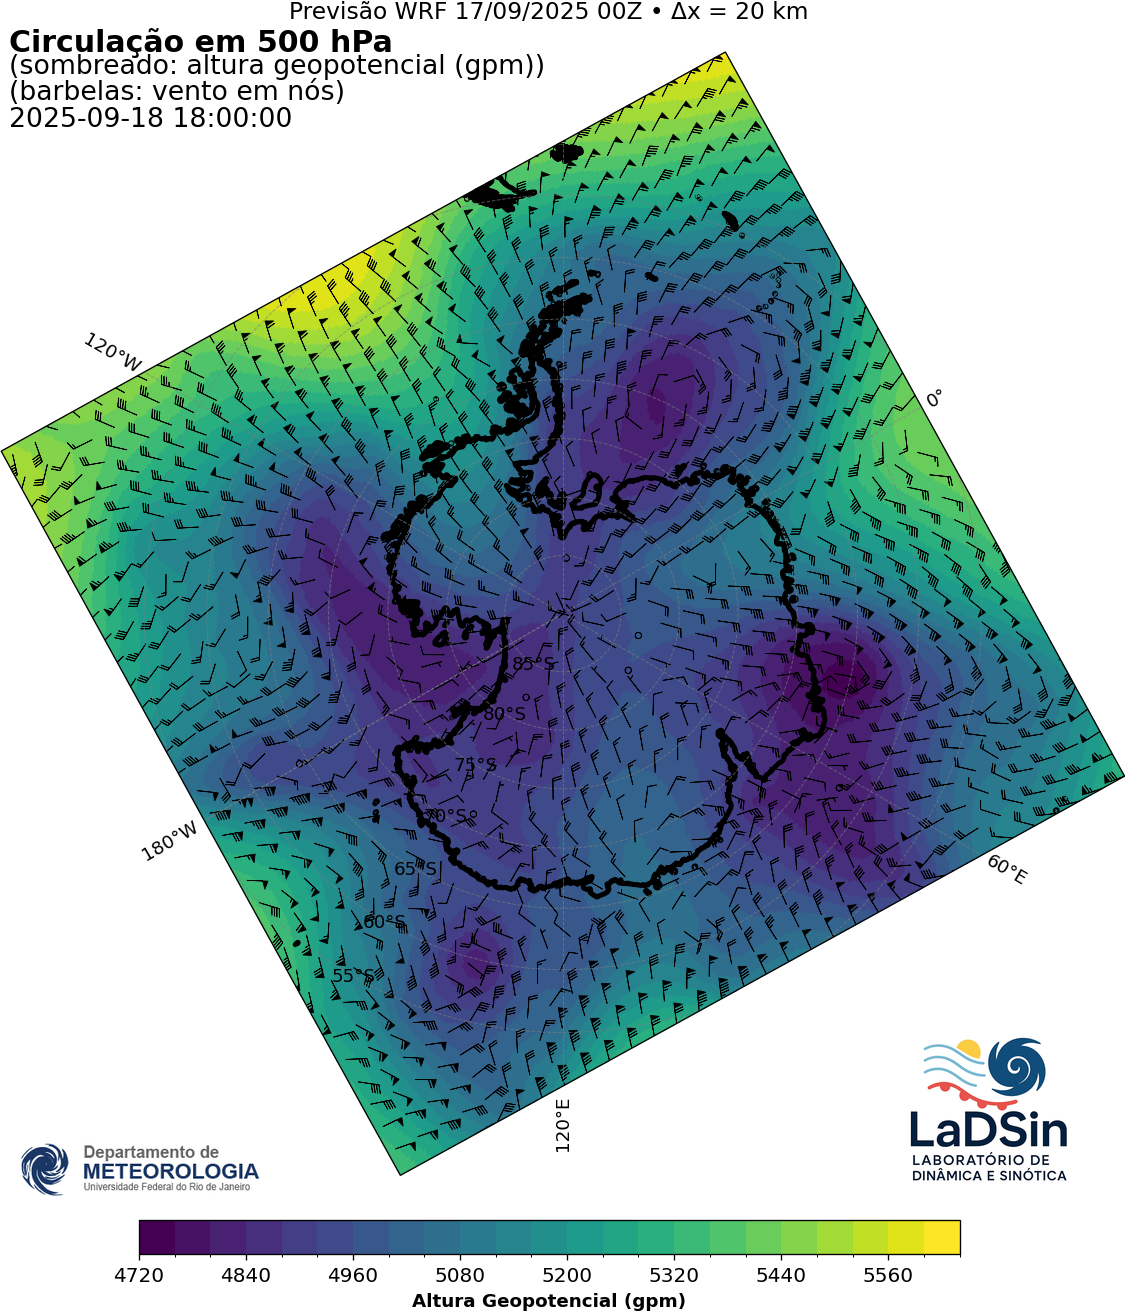 Previsão WRF 17/09/2025 00Z • Δx = 20 km
Circulação em 500 hPa
(sombreado: altura geopotencial (gpm))
(barbelas: vento em nós)
2025-09-18 18:00:00
120°W
0°
85°S
80°S
75°S
70°S
65°S
60°S
55°S
180°W
60°E
120°E
LaDSin
LABORATÓRIO DE
DINÂMICA E SINÓTICA
Departamento de
METEOROLOGIA
Universidade Federal do Rio de Janeiro
4720 4840 4960 5080 5200 5320 5440 5560
Altura Geopotencial (gpm)